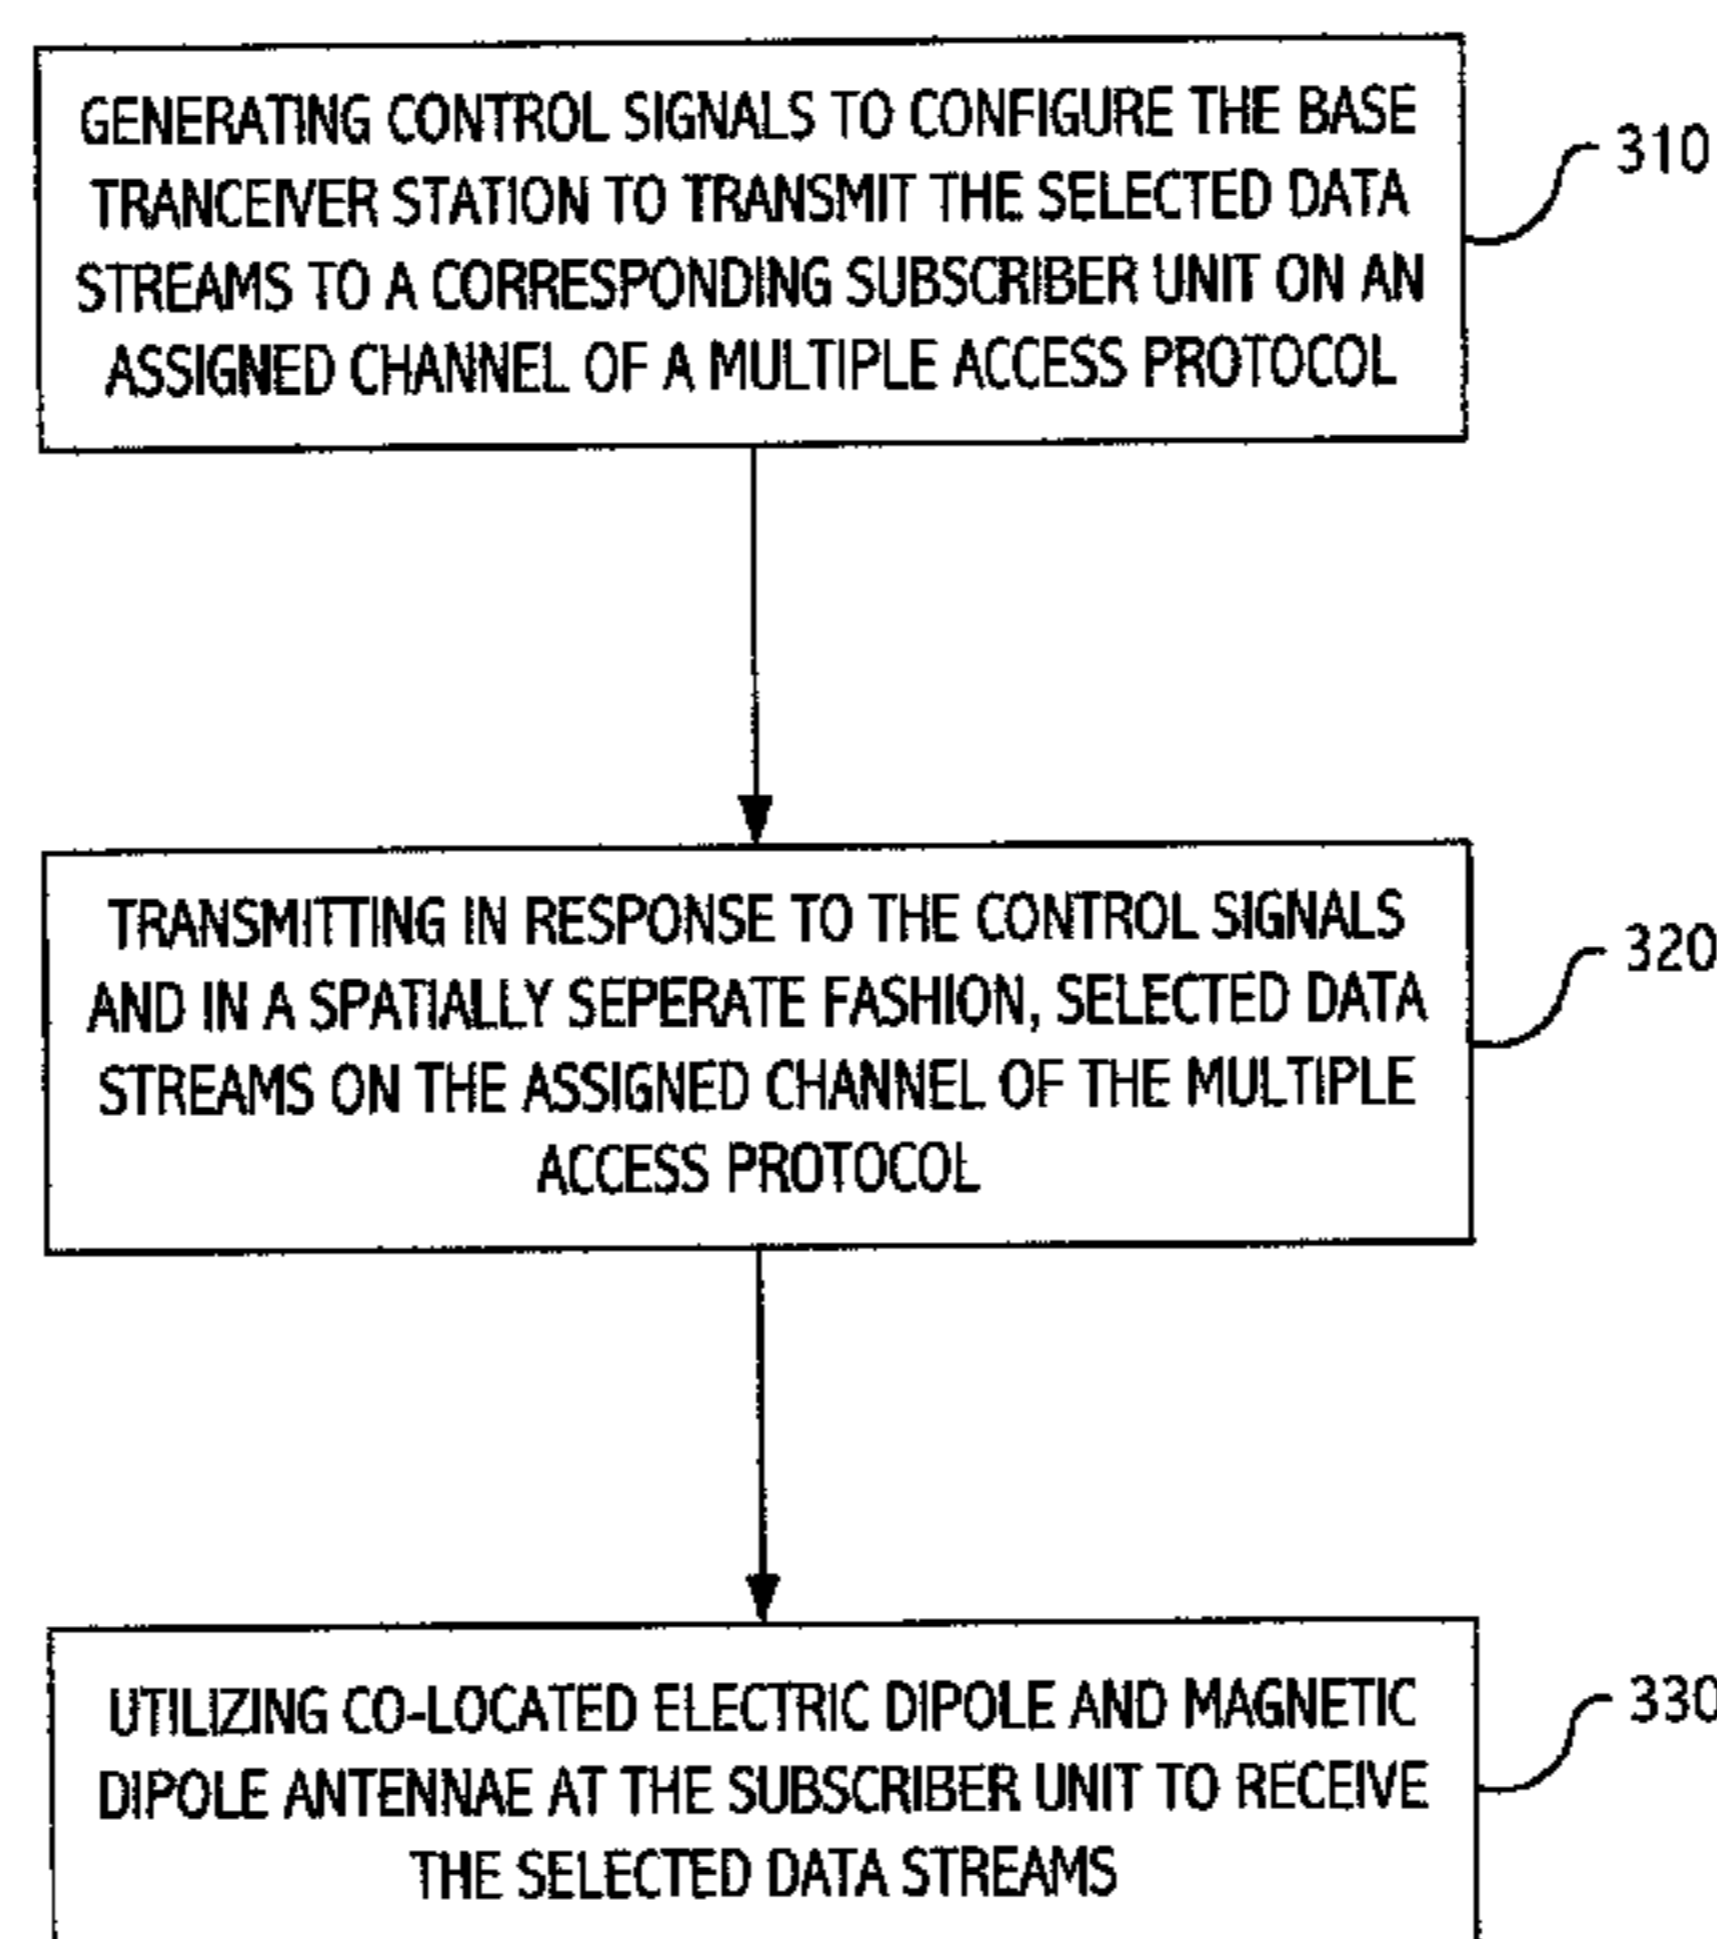 GENERATING CONTROL SIGNALS TO CONFIGURE THE BASE
TRANCEIVER STATION TO TRANSMIT THE SELECTED DATA
STREAMS TO A CORRESPONDING SUBSCRIBER UNIT ON AN
ASSIGNED CHANNEL OF A MULTIPLE ACCESS PROTOCOL
310
TRANSMITTING IN RESPONSE TO THE CONTROL SIGNALS
AND IN A SPATIALLY SEPERATE FASHION, SELECTED DATA
STREAMS ON THE ASSIGNED CHANNEL OF THE MULTIPLE
ACCESS PROTOCOL
320
UTILIZING CO-LOCATED ELECTRIC DIPOLE AND MAGNETIC
DIPOLE ANTENNAE AT THE SUBSCRIBER UNIT TO RECEIVE
THE SELECTED DATA STREAMS
330